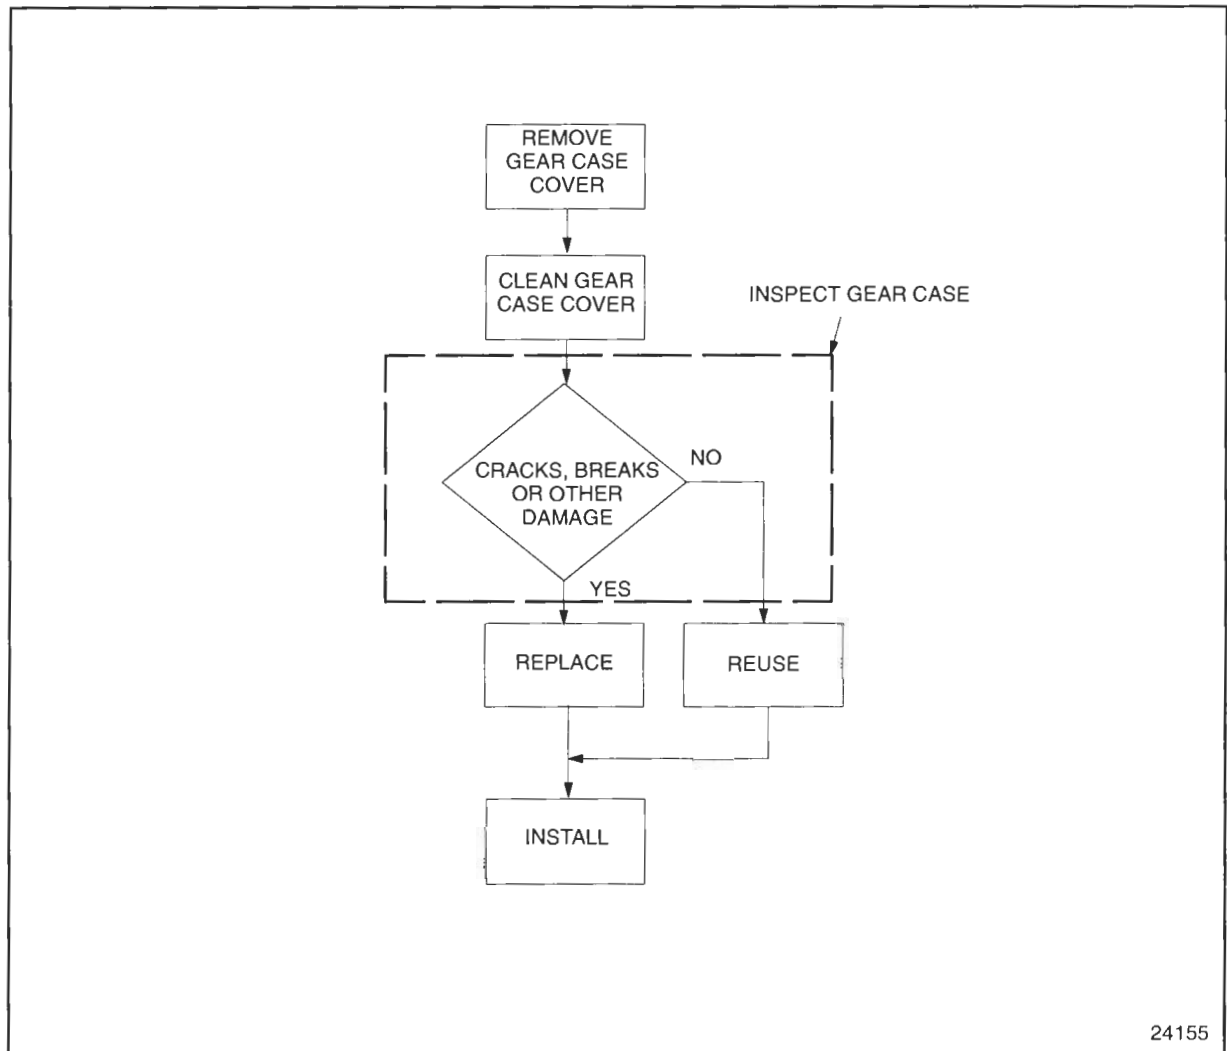 REMOVE
GEAR CASE
COVER
CLEAN GEAR
CASE COVER
INSPECT GEAR CASE
CRACKS, BREAKS
OR OTHER
DAMAGE
NO
YES
REPLACE
REUSE
INSTALL
24155